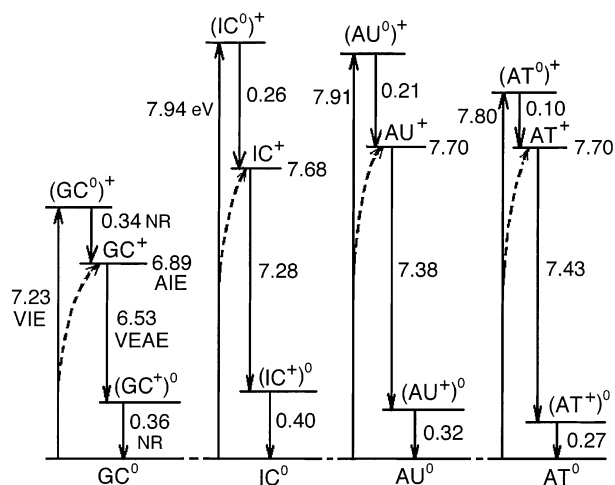 (GC⁰)⁺
0.34 NR
GC⁺
6.89
AIE
7.23
VIE
6.53
VEAE
(GC⁺)⁰
0.36
NR
GC⁰
(IC⁰)⁺
7.94 eV
0.26
IC⁺
7.68
7.28
(IC⁺)⁰
0.40
IC⁰
(AU⁰)⁺
7.91
0.21
AU⁺
7.70
7.38
(AU⁺)⁰
0.32
AU⁰
(AT⁰)⁺
7.80
0.10
AT⁺
7.70
7.43
(AT⁺)⁰
0.27
AT⁰